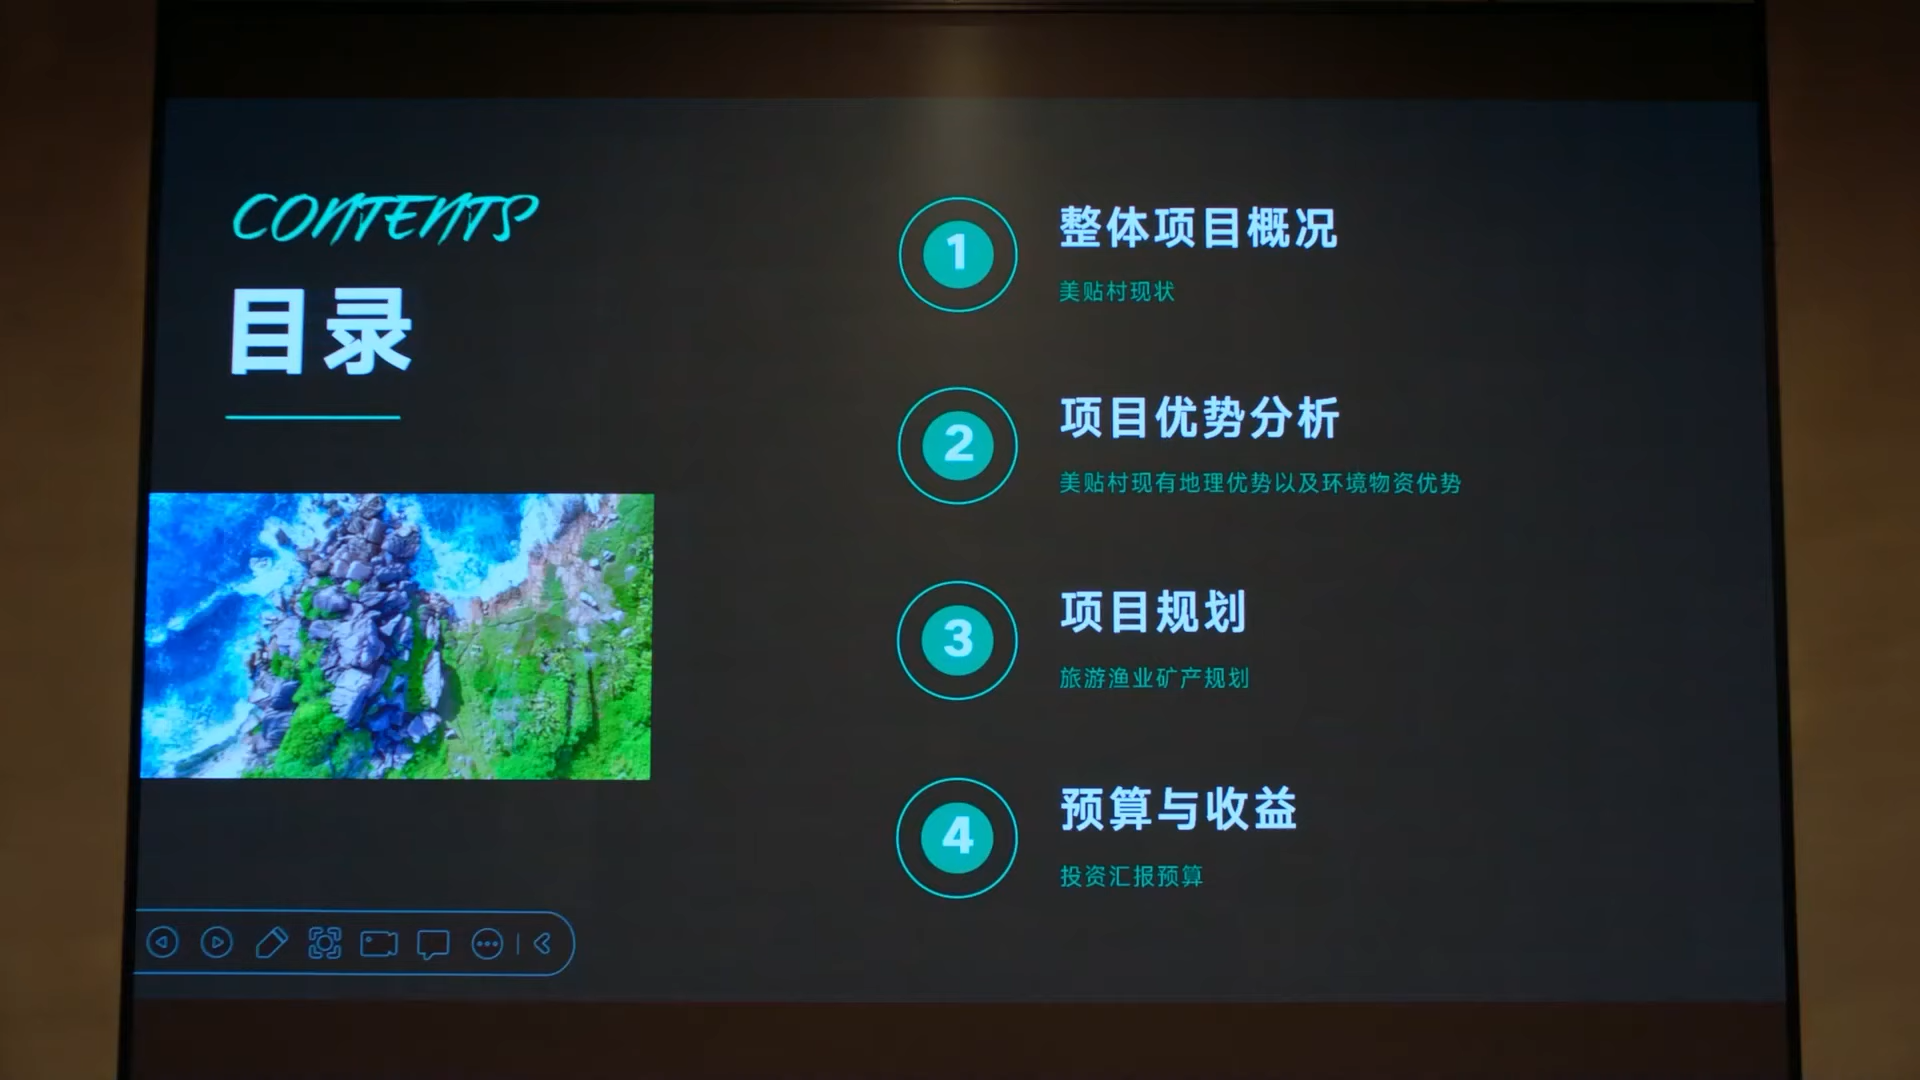 CONTENTS
目录
1
整体项目概况
美贴村现状
2
项目优势分析
美贴村现有地理优势以及环境物资优势
3
项目规划
旅游渔业矿产规划
4
预算与收益
投资汇报预算